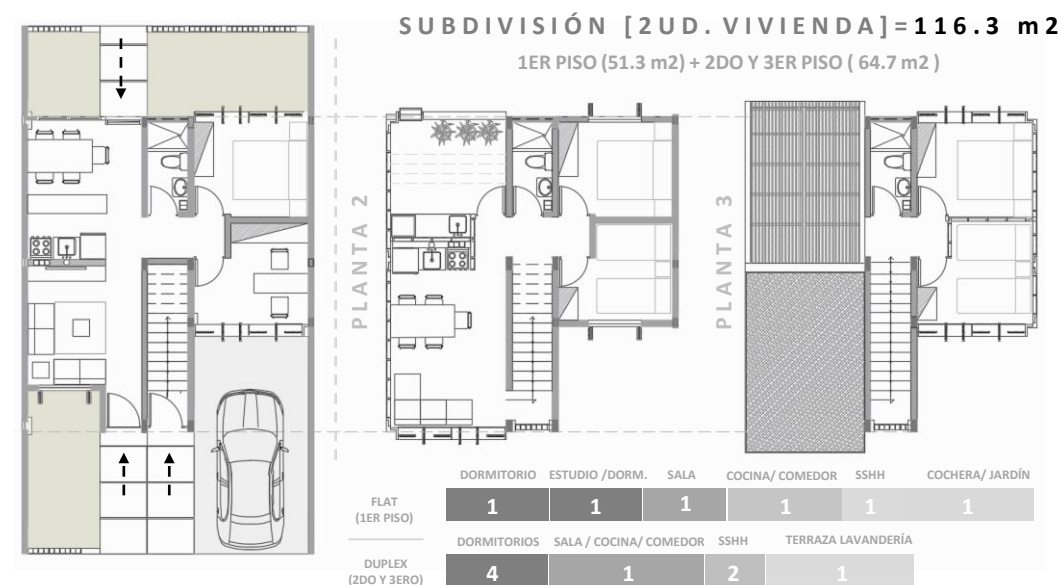 SUBDIVISIÓN [2UD. VIVIENDA]=116.3 m2
1ER PISO (51.3 m2) + 2DO Y 3ER PISO ( 64.7 m2 )
PLANTA 2
PLANTA 3
DORMITORIO ESTUDIO /DORM. SALA COCINA/ COMEDOR SSHH COCHERA/ JARDÍN
FLAT
(1ER PISO)
1 1 1 1 1 1
DORMITORIOS SALA / COCINA/ COMEDOR SSHH TERRAZA LAVANDERÍA
DUPLEX
(2DO Y 3ERO)
4 1 2 1